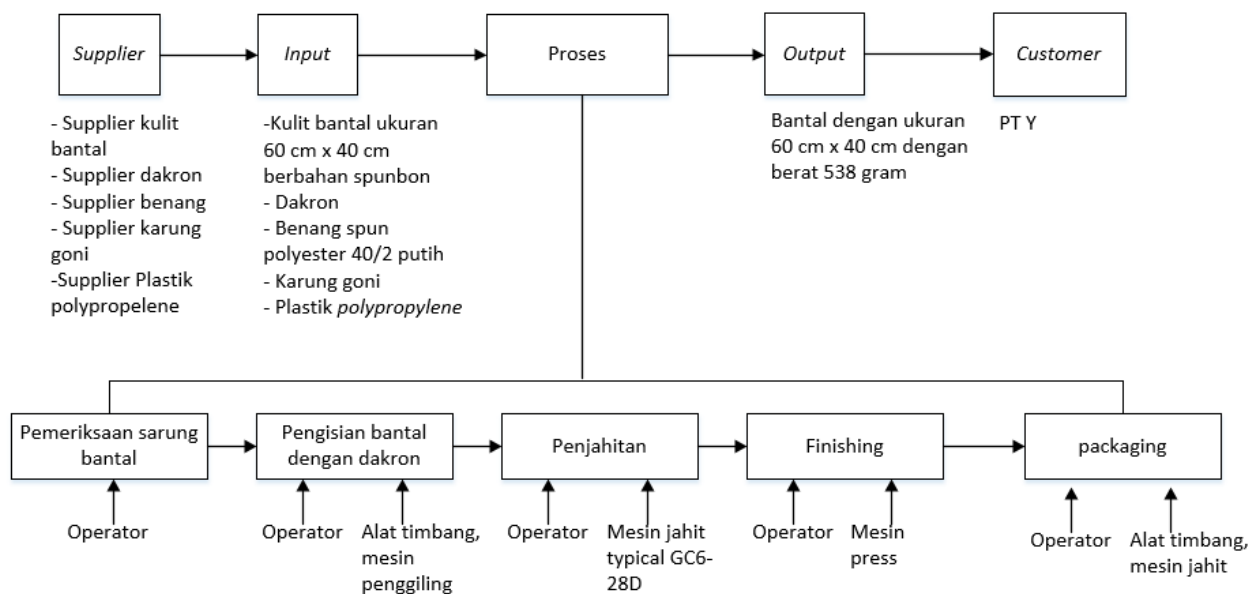 Supplier
Input
Proses
Output
Customer
- Supplier kulit
bantal
- Supplier dakron
- Supplier benang
- Supplier karung
goni
-Supplier Plastik
polypropelene
-Kulit bantal ukuran
60 cm x 40 cm
berbahan spunbon
- Dakron
- Benang spun
polyester 40/2 putih
- Karung goni
- Plastik polypropylene
Bantal dengan ukuran
60 cm x 40 cm dengan
berat 538 gram
PT Y
Pemeriksaan sarung
bantal
Pengisian bantal
dengan dakron
Penjahitan
Finishing
packaging
Operator
Operator
Alat timbang,
mesin
penggiling
Operator
Mesin jahit
typical GC6-
28D
Operator
Mesin
press
Operator
Alat timbang,
mesin jahit